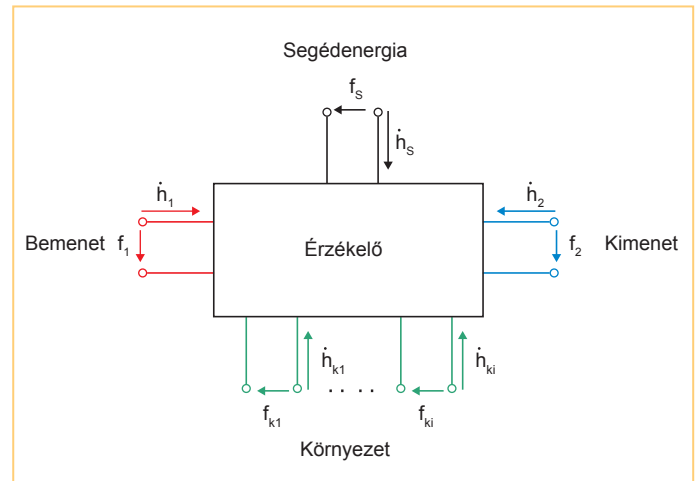 Segédenergia
f_S
ḣ_S
ḣ_1
ḣ_2
Bemenet f_1
Érzékelő
f_2 Kimenet
ḣ_k1
. . . .
ḣ_ki
f_k1
f_ki
Környezet